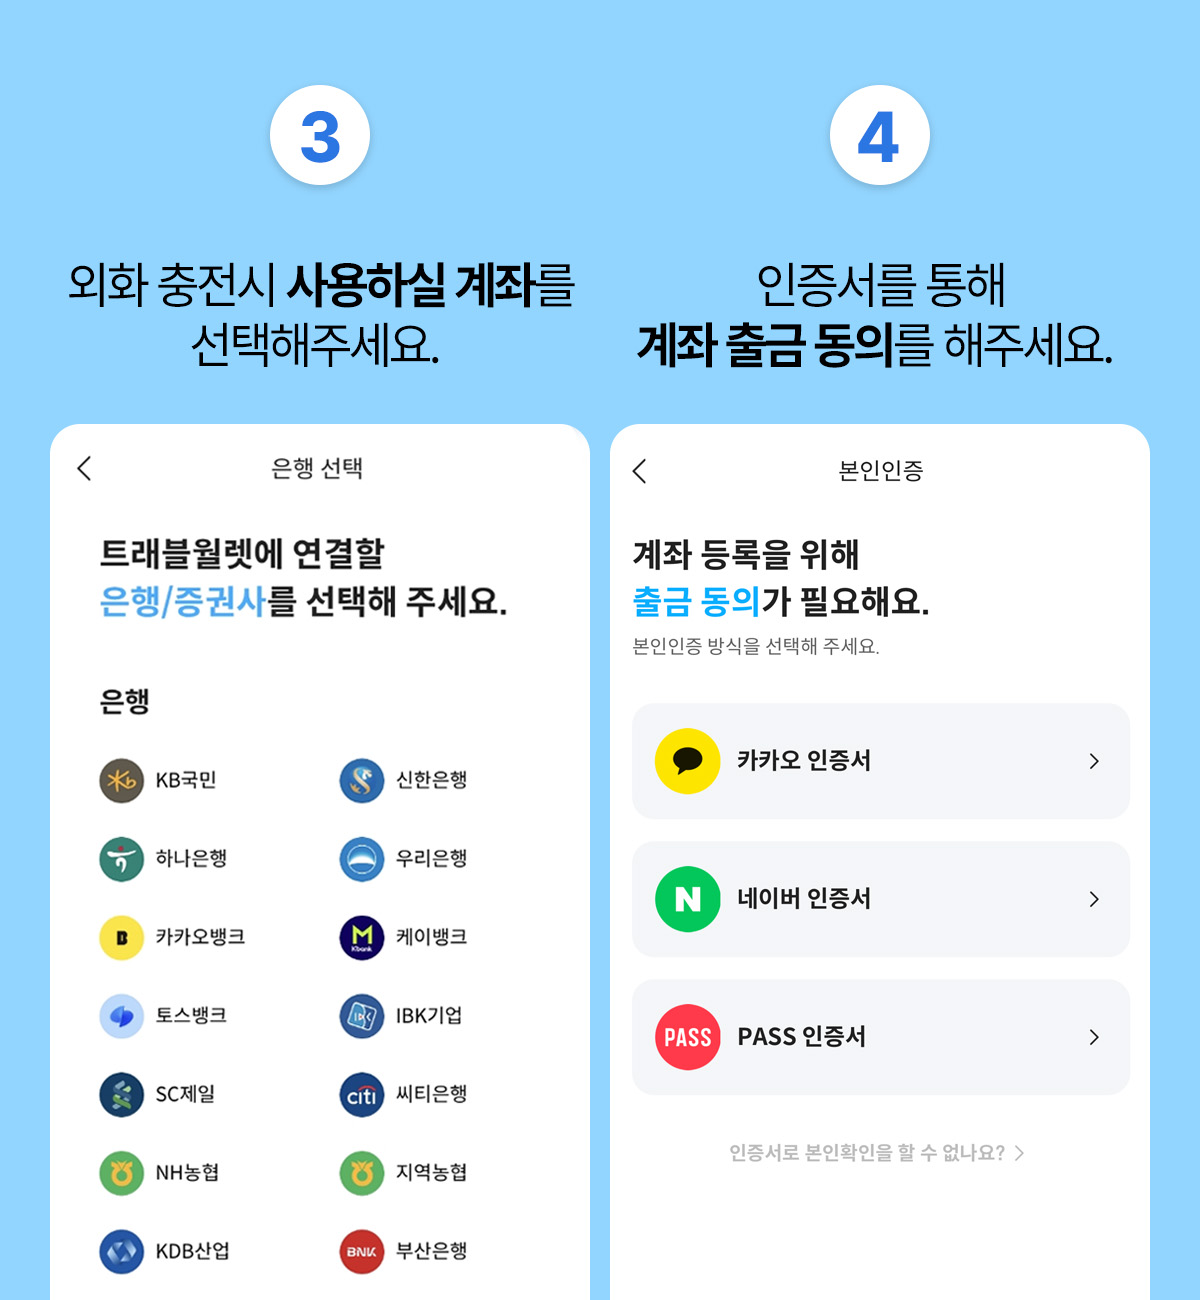 3
외화 충전시 사용하실 계좌를
선택해주세요.
은행 선택
트래블월렛에 연결할
은행/증권사를 선택해 주세요.
은행
KB국민
신한은행
하나은행
우리은행
B 카카오뱅크
M Kbank 케이뱅크
토스뱅크
IBK기업
SC제일
citi 씨티은행
NH농협
지역농협
KDB산업
BNK 부산은행
4
인증서를 통해
계좌 출금 동의를 해주세요.
본인인증
계좌 등록을 위해
출금 동의가 필요해요.
본인인증 방식을 선택해 주세요.
카카오 인증서
N 네이버 인증서
PASS PASS 인증서
인증서로 본인확인을 할 수 없나요?